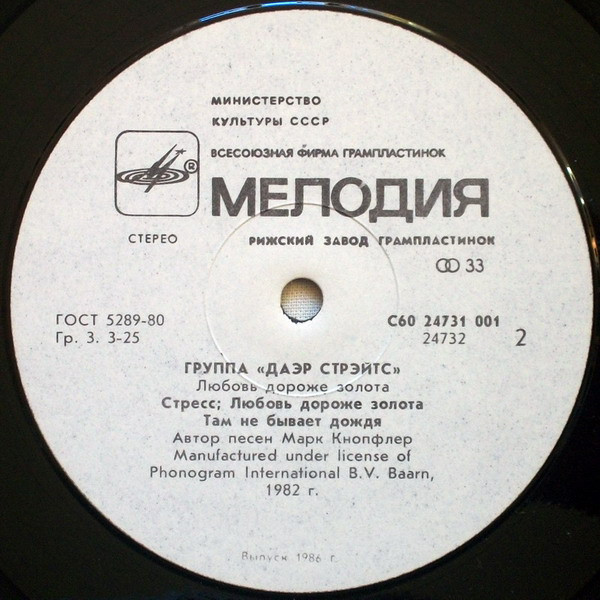 МИНИСТЕРСТВО
КУЛЬТУРЫ СССР
ВСЕСОЮЗНАЯ ФИРМА ГРАМПЛАСТИНОК
®
МЕЛОДИЯ
СТЕРЕО
РИЖСКИЙ ЗАВОД ГРАМПЛАСТИНОК
33
ГОСТ 5289-80
Гр. 3. 3-25
С60 24731 001
24732
2
ГРУППА «ДАЭР СТРЭЙТС»
Любовь дороже золота
Стресс; Любовь дороже золота
Там не бывает дождя
Автор песен Марк Кнопфлер
Manufactured under license of
Phonogram International B.V. Baarn,
1982 г.
Выпуск 1986 г.